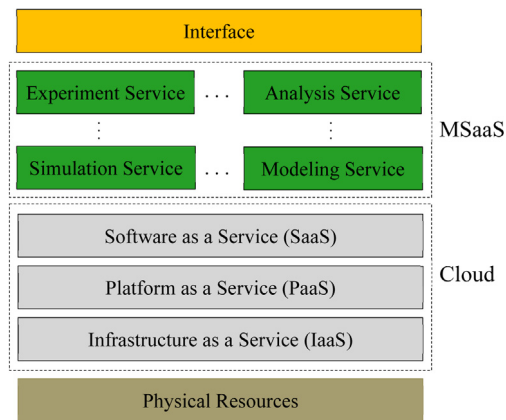 Interface
Experiment Service . . . Analysis Service
MSaaS
Simulation Service . . . Modeling Service
Software as a Service (SaaS)
Platform as a Service (PaaS)
Cloud
Infrastructure as a Service (IaaS)
Physical Resources